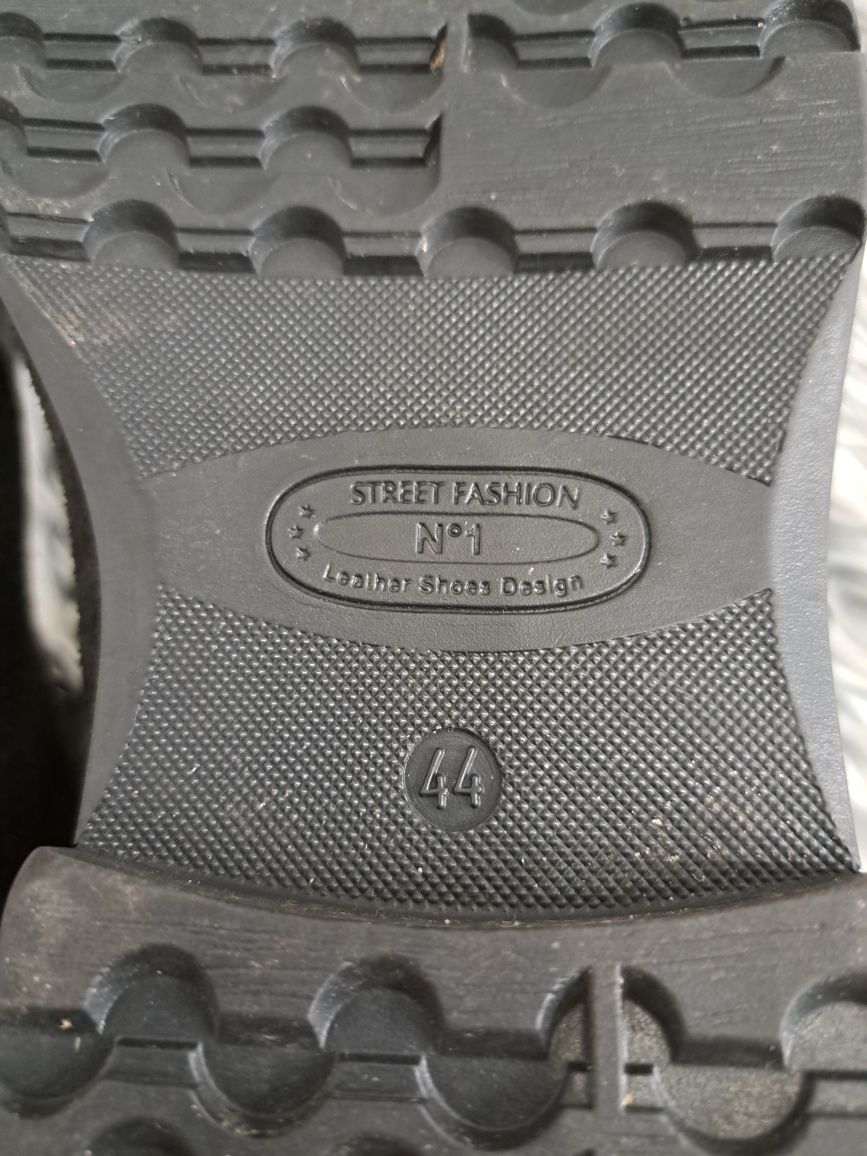 STREET FASHION
N°1
Leather Shoes Design
44